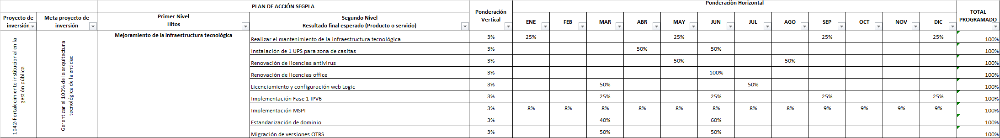 PLAN DE ACCIÓN SEGPLA
Ponderaciòn Horizontal
Proyecto de inversión
Meta proyecto de inversión
Primer Nivel
Hitos
Segundo Nivel
Resultado final esperado (Producto o servicio)
Ponderación Vertical
ENE FEB MAR ABR MAY JUN JUL AGO SEP OCT NOV DIC
TOTAL PROGRAMADO
1042-Fortalecimiento institucional en la gestión pública
Garantizar el 100% de la arquitectura tecnológica de la entidad
Mejoramiento de la infraestructura tecnológica
Realizar el mantenimiento de la infraestructura tecnológica 3% 25% 25% 25% 25% 100%
Instalación de 1 UPS para zona de casitas 3% 50% 50% 100%
Renovación de licencias antivirus 3% 50% 50% 100%
Renovación de licencias office 3% 100% 100%
Licenciamiento y configuración web Logic 3% 50% 50% 100%
Implementación Fase 1 IPV6 3% 25% 25% 25% 25% 100%
Implementación MSPI 3% 8% 8% 8% 8% 8% 8% 8% 8% 9% 9% 9% 9% 100%
Estandarización de dominio 3% 40% 60% 100%
Migración de versiones OTRS 3% 50% 50% 100%